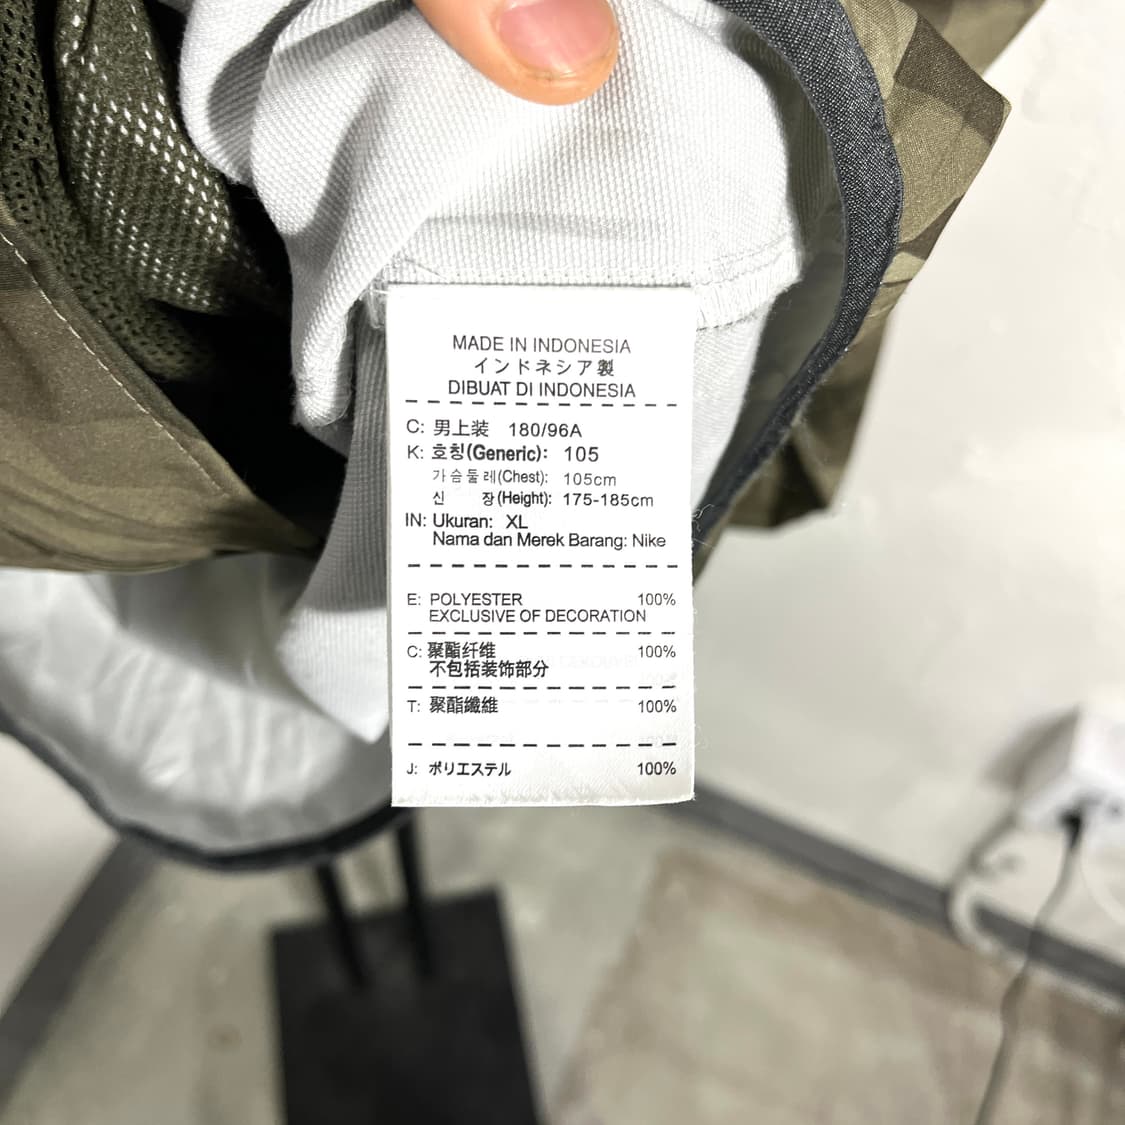 MADE IN INDONESIA
インドネシア製
DIBUAT DI INDONESIA
C: 男上装 180/96A
K: 호칭(Generic): 105
가슴둘레(Chest): 105cm
신 장(Height): 175-185cm
IN: Ukuran: XL
Nama dan Merek Barang: Nike
E: POLYESTER 100%
EXCLUSIVE OF DECORATION
C: 聚酯纤维 100%
不包括装饰部分
T: 聚酯纖維 100%
J: ポリエステル 100%